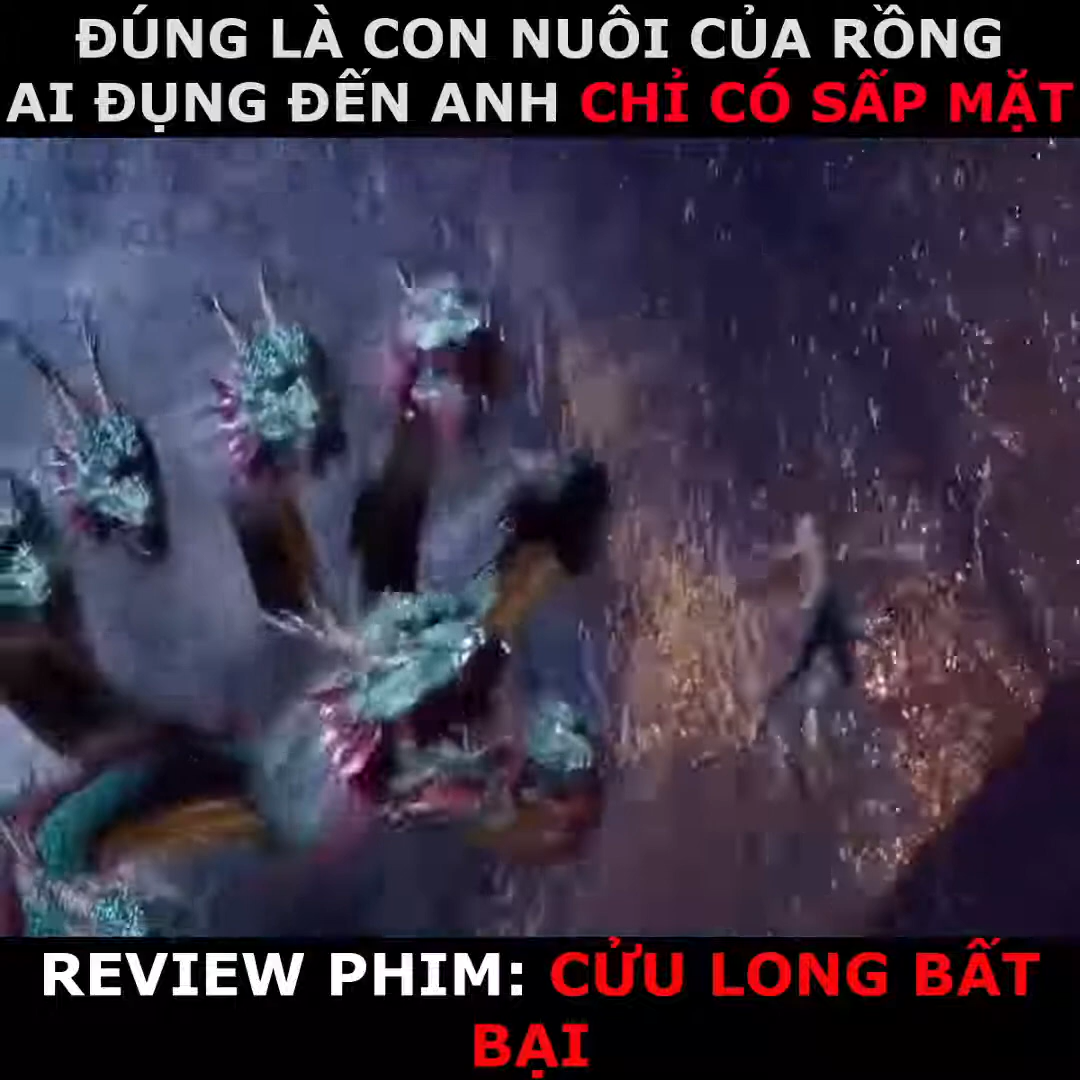 ĐÚNG LÀ CON NUÔI CỦA RỒNG
AI ĐỤNG ĐẾN ANH CHỈ CÓ SẤP MẶT
REVIEW PHIM: CỬU LONG BẤT
BẠI